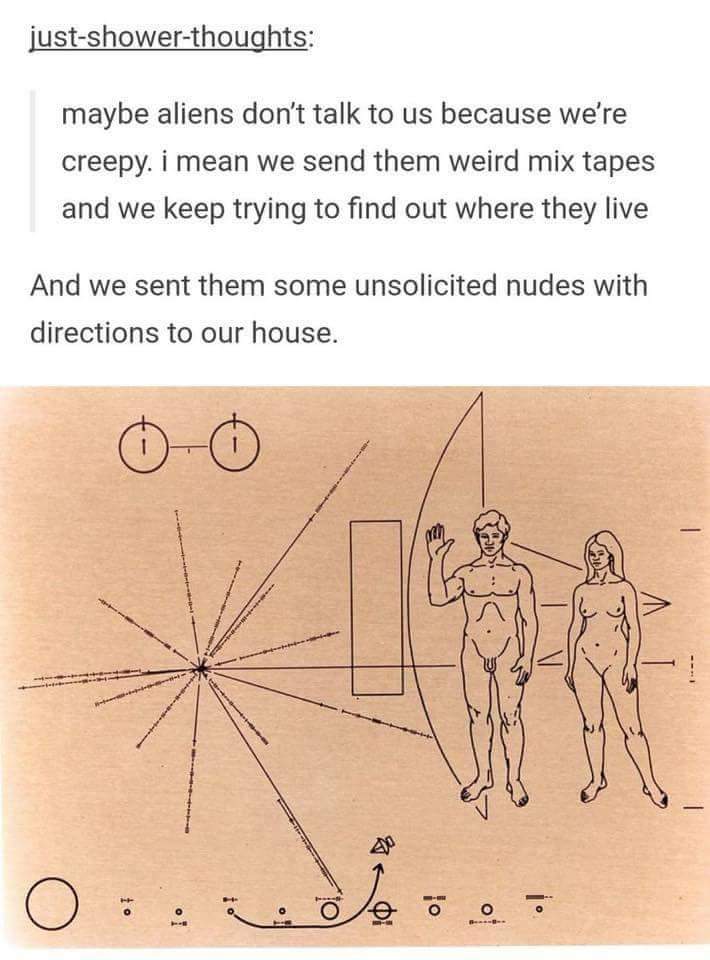 just-shower-thoughts:
maybe aliens don't talk to us because we're
creepy. i mean we send them weird mix tapes
and we keep trying to find out where they live
And we sent them some unsolicited nudes with
directions to our house.